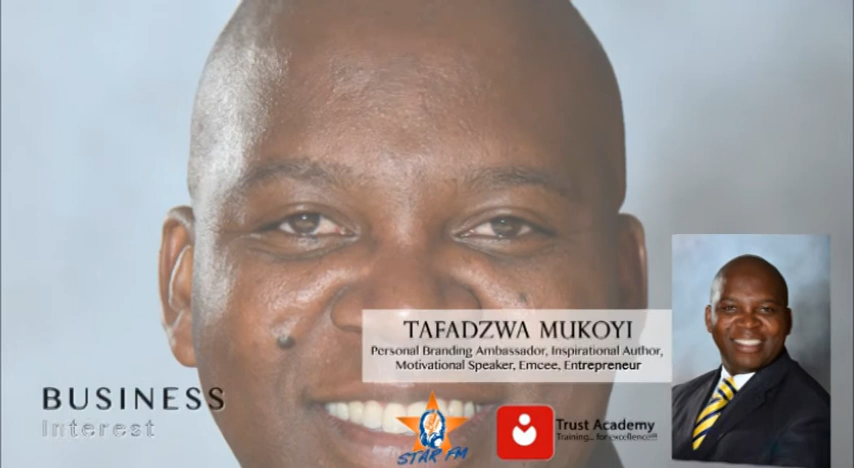 TAFADZWA MUKOYI
Personal Branding Ambassador, Inspirational Author,
Motivational Speaker, Emcee, Entrepreneur
BUSINESS
Interest
STAR FM
Trust Academy
Training... for excellence!!!